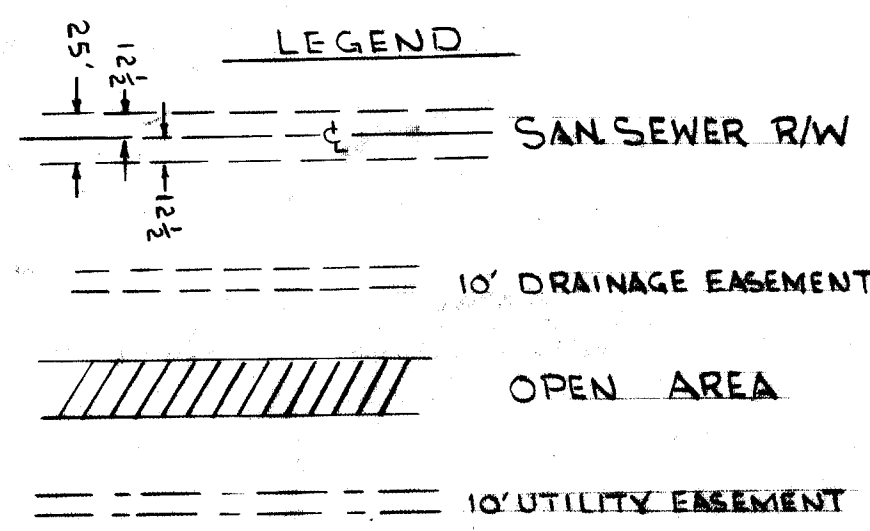 LEGEND
25'
12½
℄
SAN. SEWER R/W
12½
10' DRAINAGE EASEMENT
OPEN AREA
10' UTILITY EASEMENT